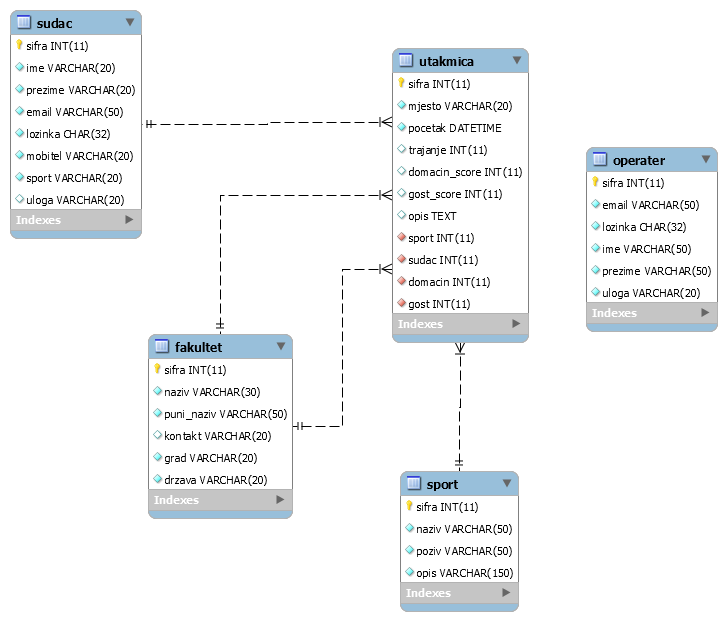 sudac
sifra INT(11)
ime VARCHAR(20)
prezime VARCHAR(20)
email VARCHAR(50)
lozinka CHAR(32)
mobitel VARCHAR(20)
sport VARCHAR(20)
uloga VARCHAR(20)
Indexes
utakmica
sifra INT(11)
mjesto VARCHAR(20)
pocetak DATETIME
trajanje INT(11)
domacin_score INT(11)
gost_score INT(11)
opis TEXT
sport INT(11)
sudac INT(11)
domacin INT(11)
gost INT(11)
Indexes
operater
sifra INT(11)
email VARCHAR(50)
lozinka CHAR(32)
ime VARCHAR(50)
prezime VARCHAR(50)
uloga VARCHAR(20)
Indexes
fakultet
sifra INT(11)
naziv VARCHAR(30)
puni_naziv VARCHAR(50)
kontakt VARCHAR(20)
grad VARCHAR(20)
drzava VARCHAR(20)
Indexes
sport
sifra INT(11)
naziv VARCHAR(50)
poziv VARCHAR(50)
opis VARCHAR(150)
Indexes